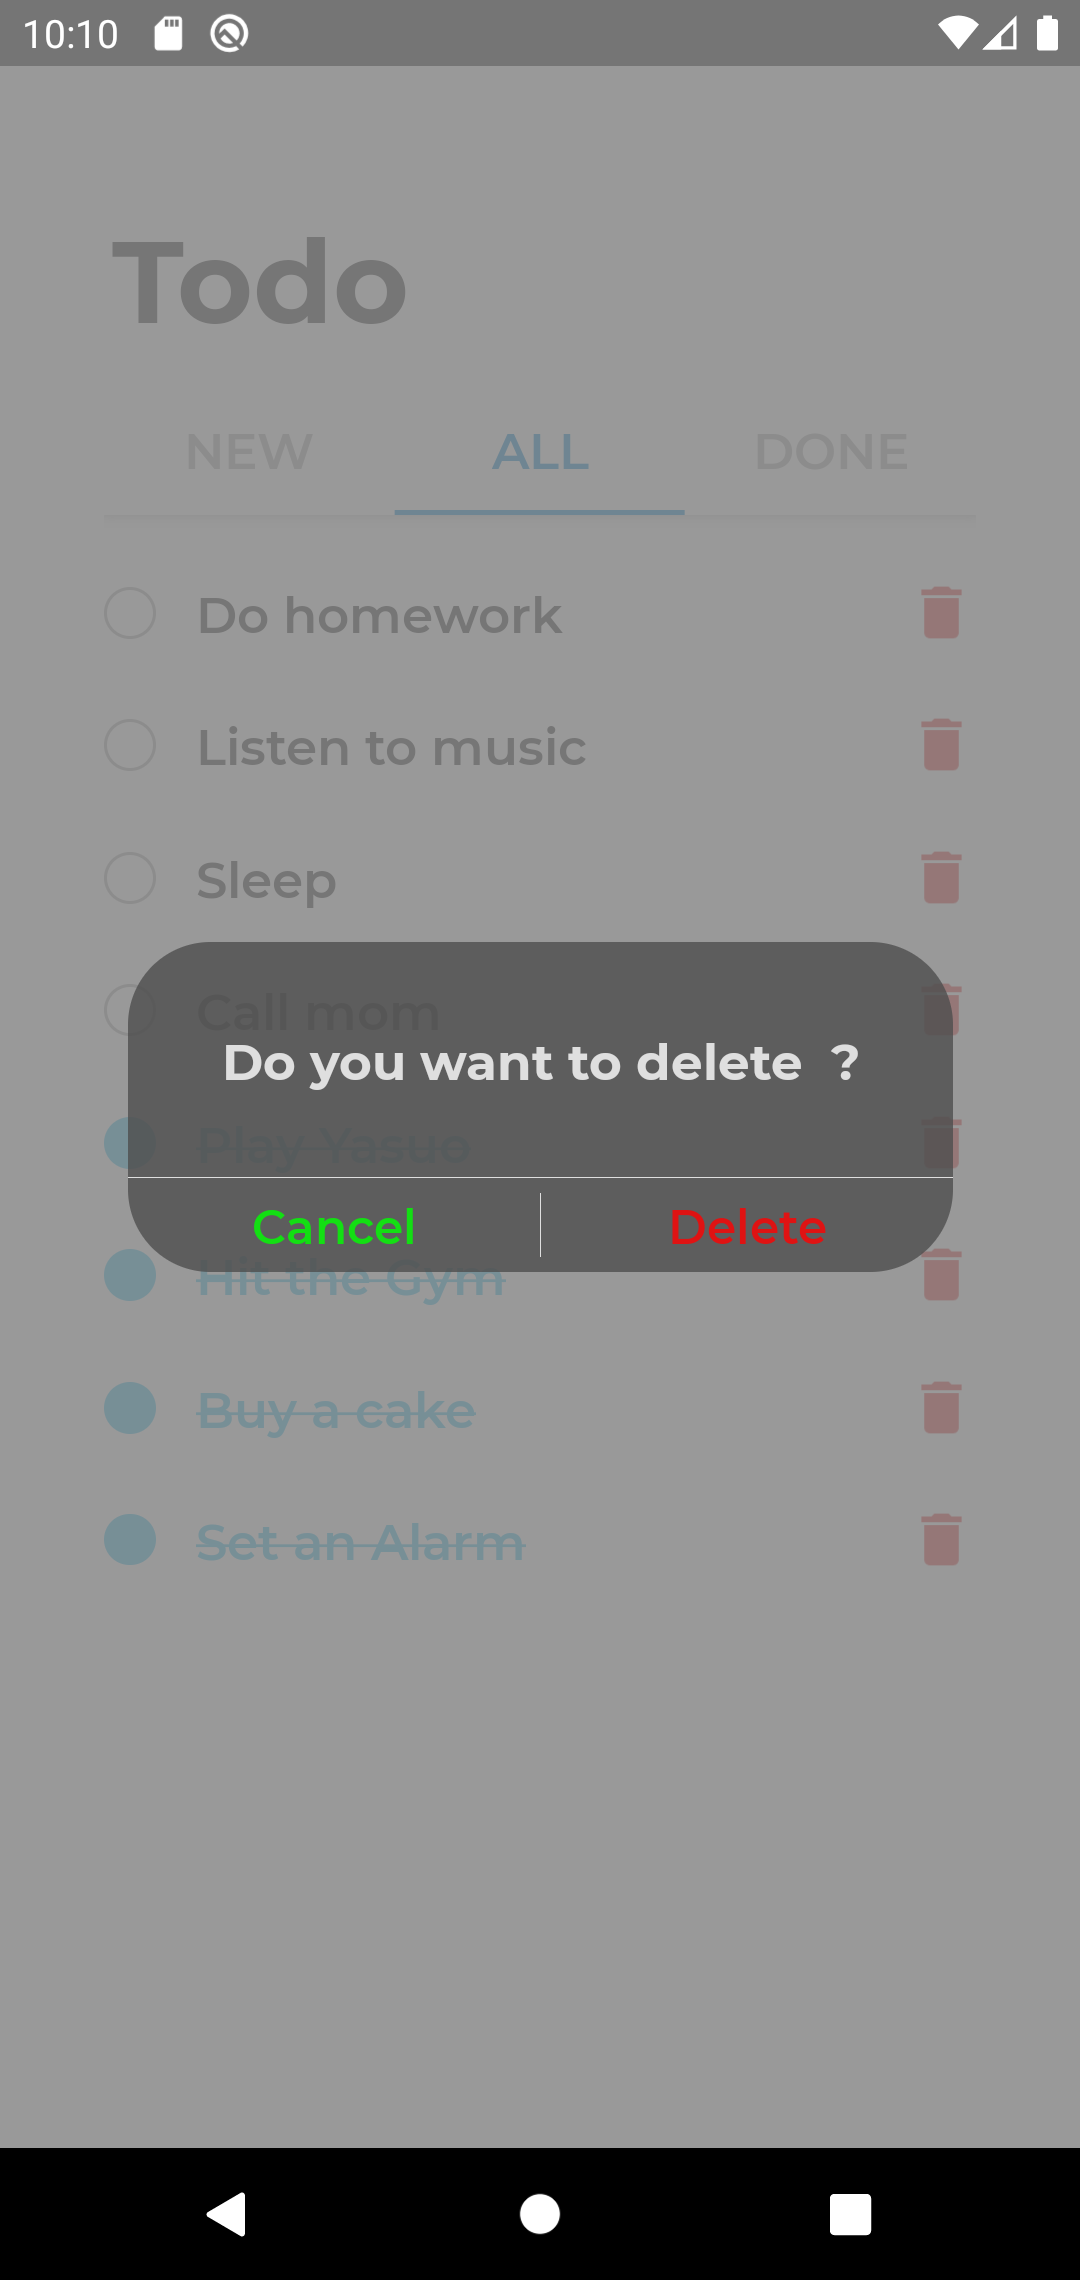 10:10
Todo
NEW ALL DONE
Do homework
Listen to music
Sleep
Call mom
Do you want to delete  ?
Play Yasuo
Cancel Delete
Hit the Gym
Buy a cake
Set an Alarm